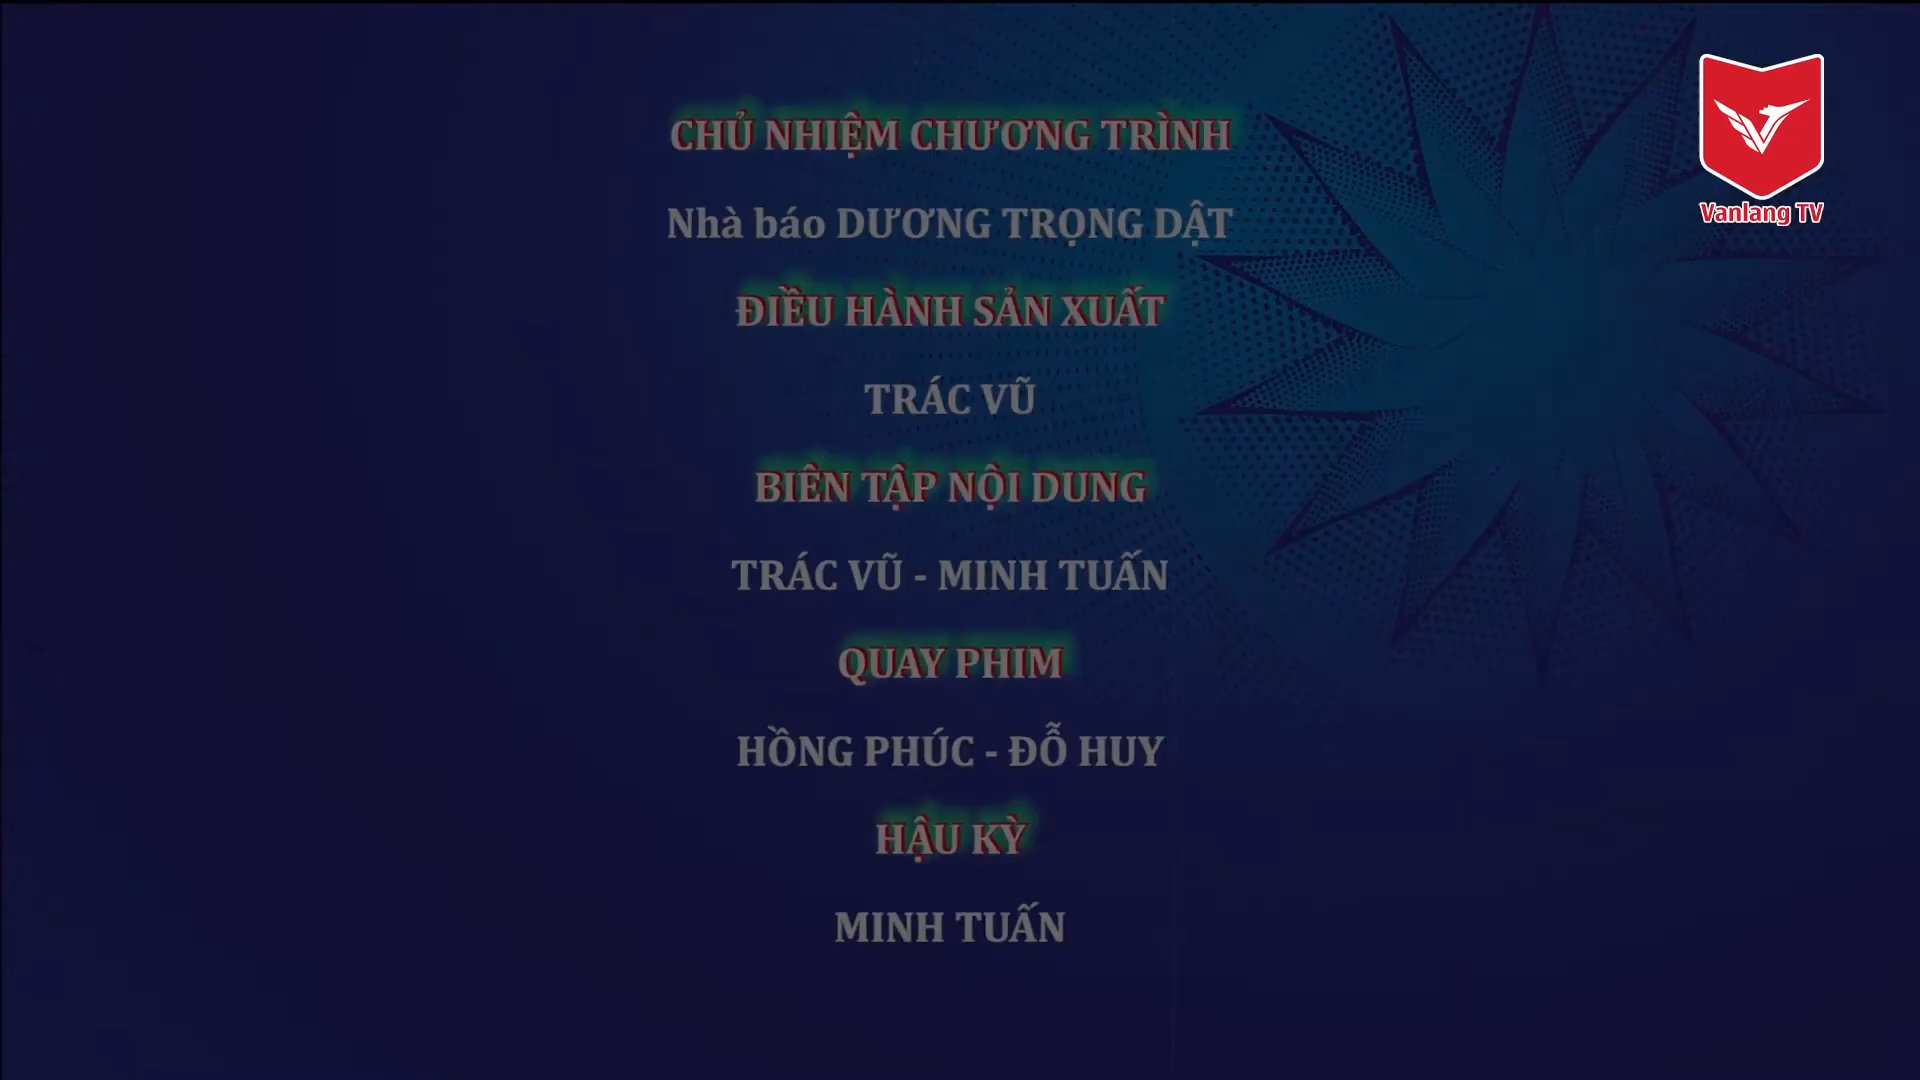 CHỦ NHIỆM CHƯƠNG TRÌNH
Nhà báo DƯƠNG TRỌNG DẬT
ĐIỀU HÀNH SẢN XUẤT
TRÁC VŨ
BIÊN TẬP NỘI DUNG
TRÁC VŨ - MINH TUẤN
QUAY PHIM
HỒNG PHÚC - ĐỖ HUY
HẬU KỲ
MINH TUẤN
Vanlang TV